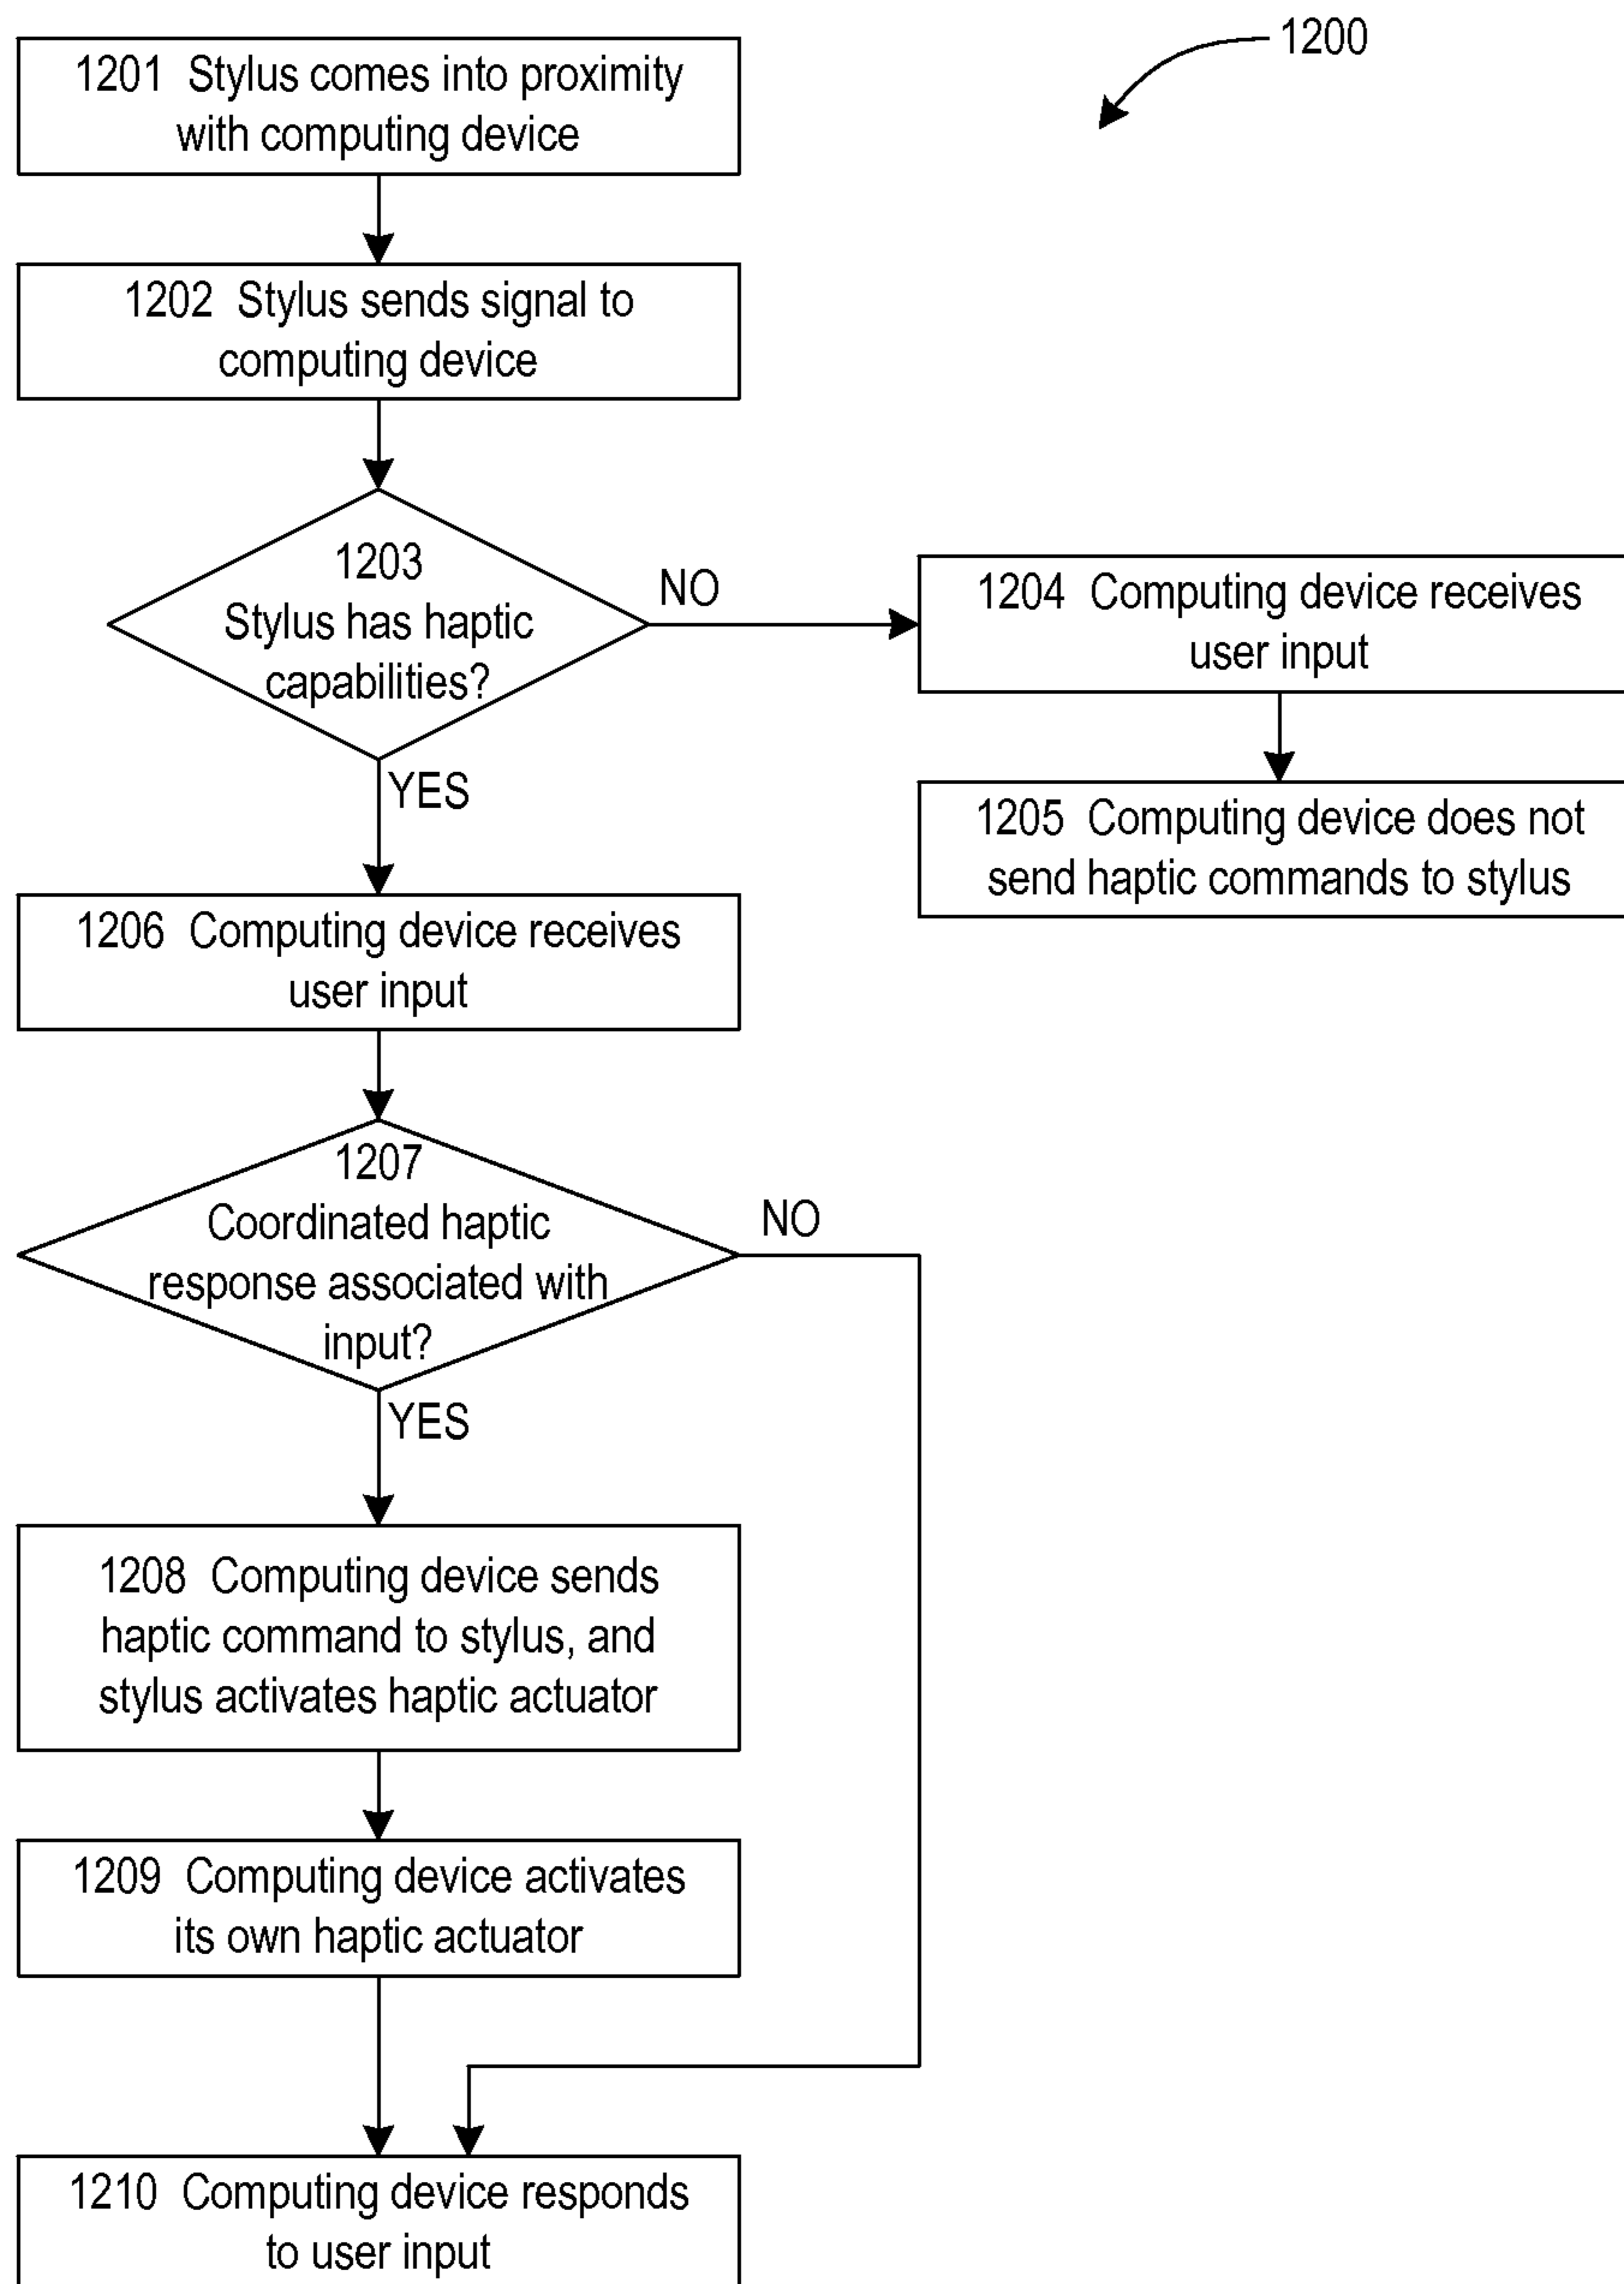 1200
1201 Stylus comes into proximity
with computing device
1202 Stylus sends signal to
computing device
1203
Stylus has haptic
capabilities?
NO
YES
1204 Computing device receives
user input
1205 Computing device does not
send haptic commands to stylus
1206 Computing device receives
user input
1207
Coordinated haptic
response associated with
input?
NO
YES
1208 Computing device sends
haptic command to stylus, and
stylus activates haptic actuator
1209 Computing device activates
its own haptic actuator
1210 Computing device responds
to user input